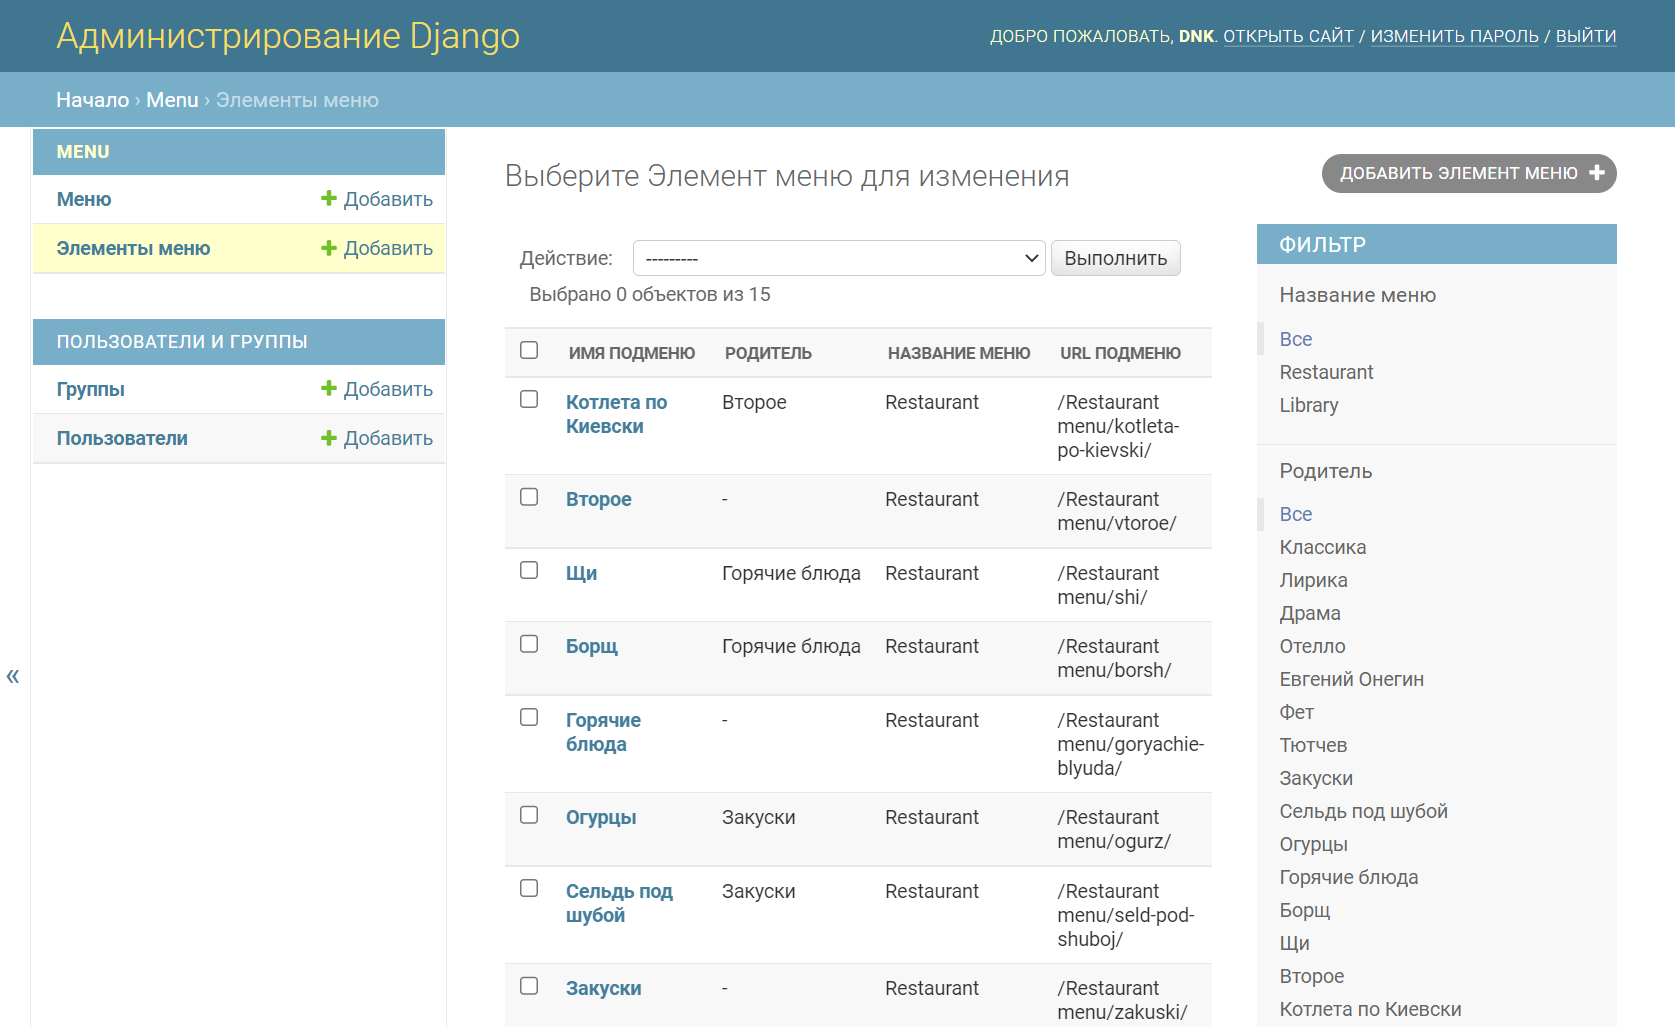 Администрирование Django
ДОБРО ПОЖАЛОВАТЬ, DNK. ОТКРЫТЬ САЙТ / ИЗМЕНИТЬ ПАРОЛЬ / ВЫЙТИ
Начало › Menu › Элементы меню
MENU
Меню Добавить
Элементы меню Добавить
ПОЛЬЗОВАТЕЛИ И ГРУППЫ
Группы Добавить
Пользователи Добавить
«
Выберите Элемент меню для изменения
ДОБАВИТЬ ЭЛЕМЕНТ МЕНЮ
Действие: --------- Выполнить
Выбрано 0 объектов из 15
ИМЯ ПОДМЕНЮ РОДИТЕЛЬ НАЗВАНИЕ МЕНЮ URL ПОДМЕНЮ
Котлета по Второе Restaurant /Restaurant
Киевски menu/kotleta-
po-kievski/
Второе - Restaurant /Restaurant
menu/vtoroe/
Щи Горячие блюда Restaurant /Restaurant
menu/shi/
Борщ Горячие блюда Restaurant /Restaurant
menu/borsh/
Горячие - Restaurant /Restaurant
блюда menu/goryachie-
blyuda/
Огурцы Закуски Restaurant /Restaurant
menu/ogurz/
Сельдь под Закуски Restaurant /Restaurant
шубой menu/seld-pod-
shuboj/
Закуски - Restaurant /Restaurant
menu/zakuski/
ФИЛЬТР
Название меню
Все
Restaurant
Library
Родитель
Все
Классика
Лирика
Драма
Отелло
Евгений Онегин
Фет
Тютчев
Закуски
Сельдь под шубой
Огурцы
Горячие блюда
Борщ
Щи
Второе
Котлета по Киевски